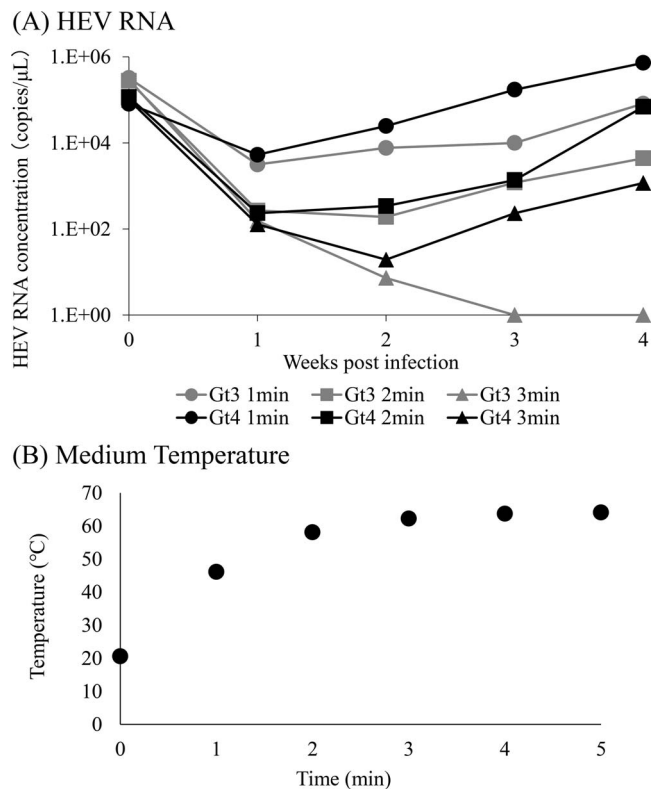 (A) HEV RNA
HEV RNA concentration (copies/μL)
1.E+06
1.E+04
1.E+02
1.E+00
0 1 2 3 4
Weeks post infection
Gt3 1min Gt3 2min Gt3 3min
Gt4 1min Gt4 2min Gt4 3min
(B) Medium Temperature
Temperature (℃)
70
60
50
40
30
20
10
0
0 1 2 3 4 5
Time (min)